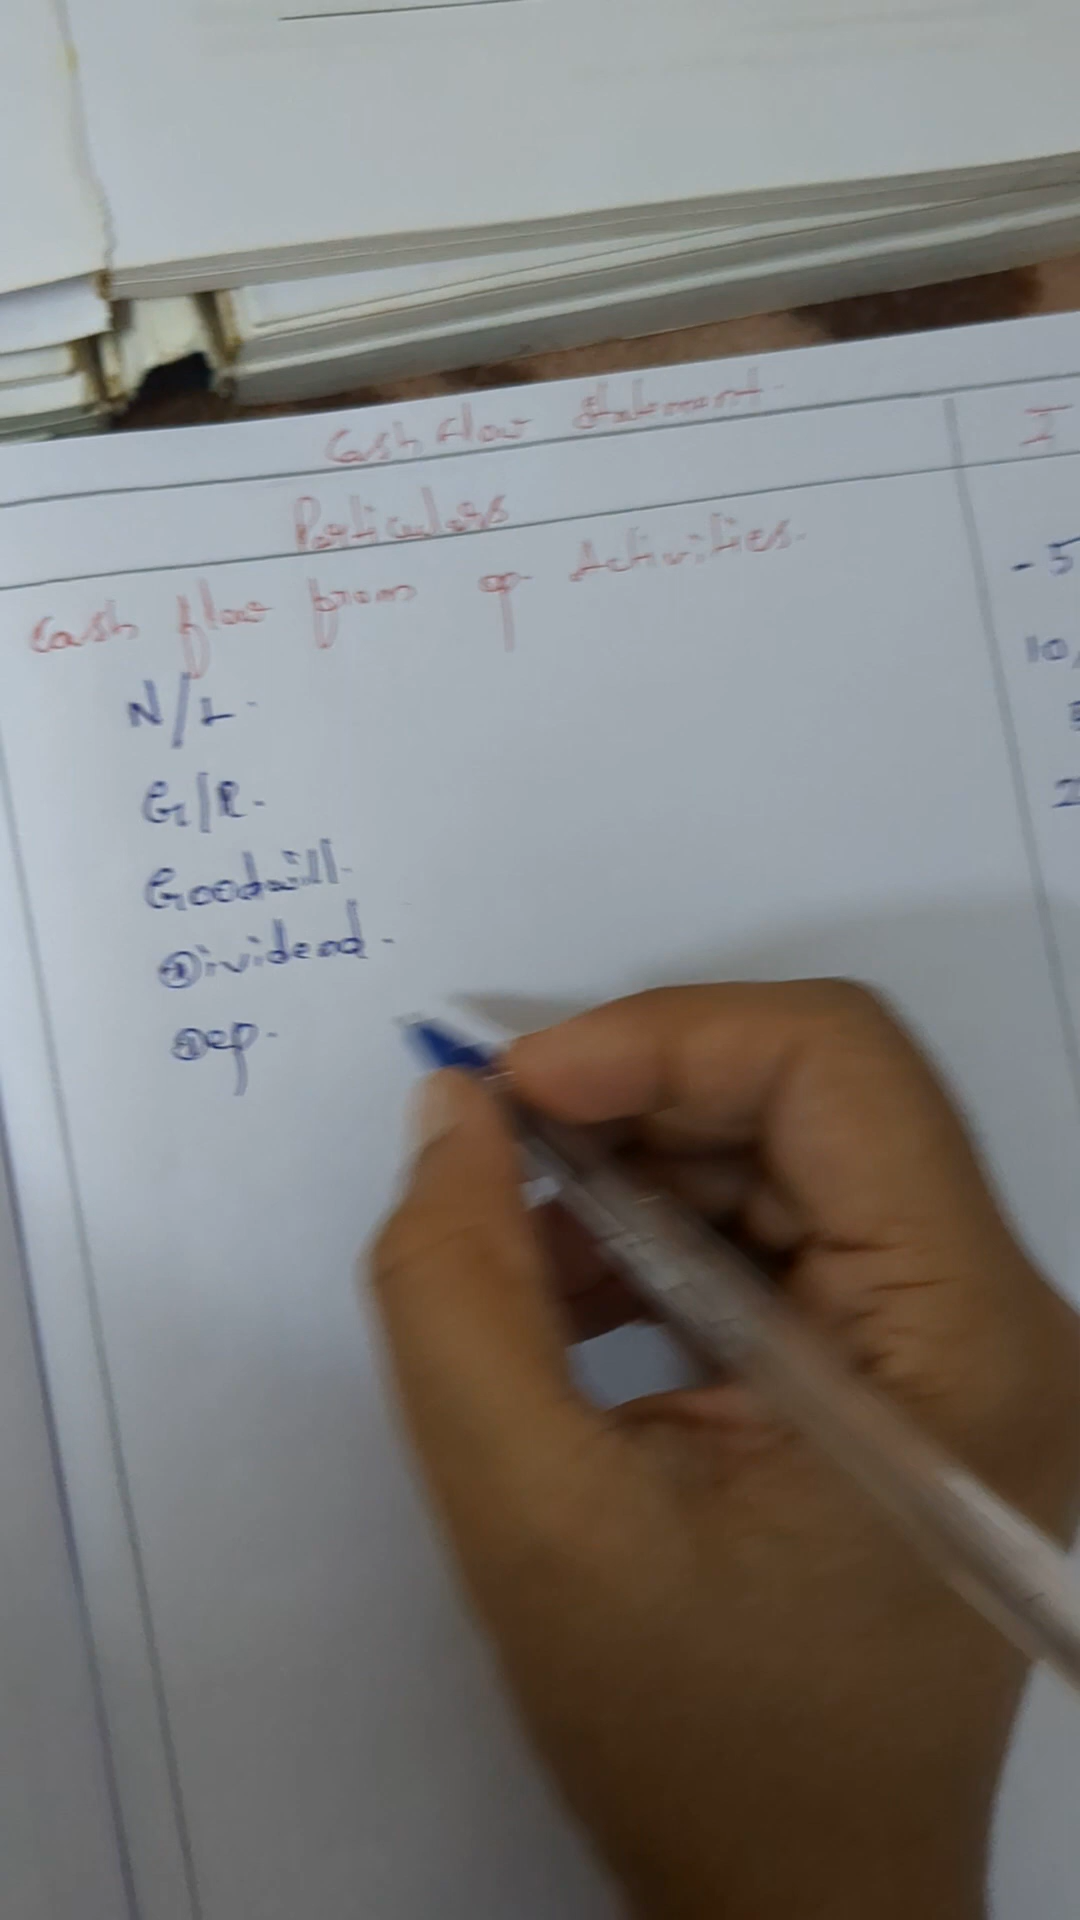 Cash flow Statement.
Particulars I
Cash flow from op. Activities.
N/L. - 5
G/R. 10,
Goodwill.
Dividend. 2
Dep.